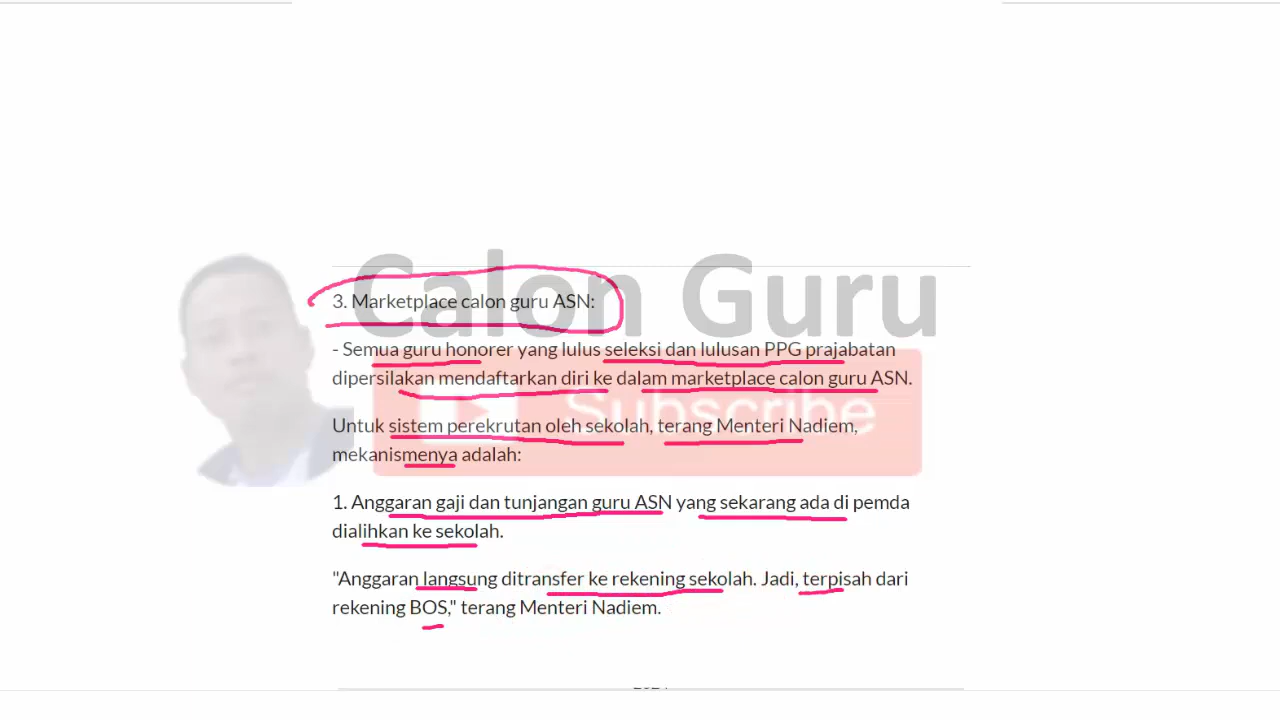 Calon Guru
3. Marketplace calon guru ASN:
- Semua guru honorer yang lulus seleksi dan lulusan PPG prajabatan
dipersilakan mendaftarkan diri ke dalam marketplace calon guru ASN.
Subscribe
Untuk sistem perekrutan oleh sekolah, terang Menteri Nadiem,
mekanismenya adalah:
1. Anggaran gaji dan tunjangan guru ASN yang sekarang ada di pemda
dialihkan ke sekolah.
"Anggaran langsung ditransfer ke rekening sekolah. Jadi, terpisah dari
rekening BOS," terang Menteri Nadiem.